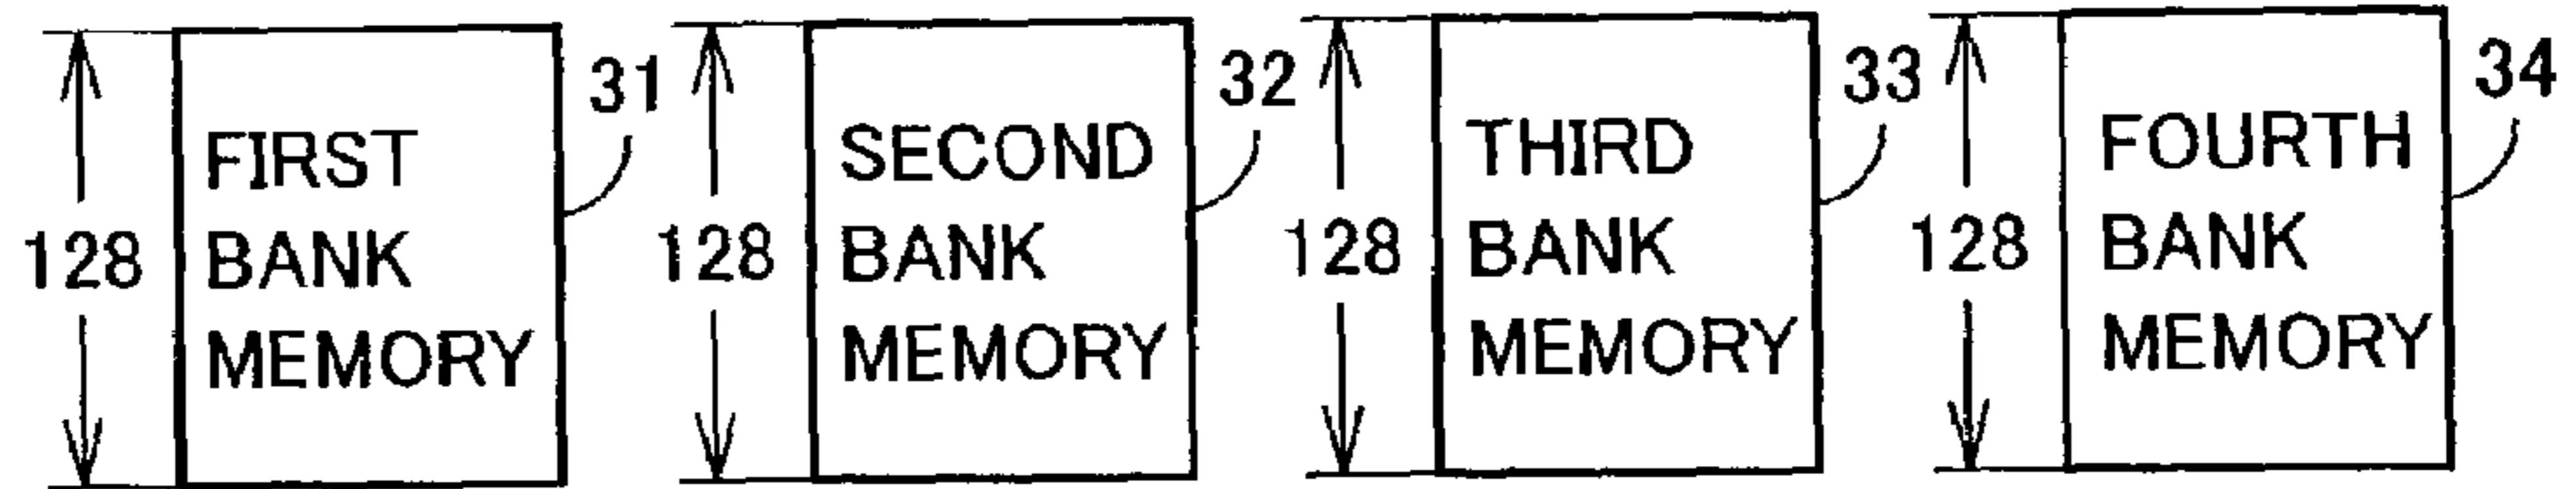 128
FIRST
BANK
MEMORY
31
128
SECOND
BANK
MEMORY
32
128
THIRD
BANK
MEMORY
33
128
FOURTH
BANK
MEMORY
34